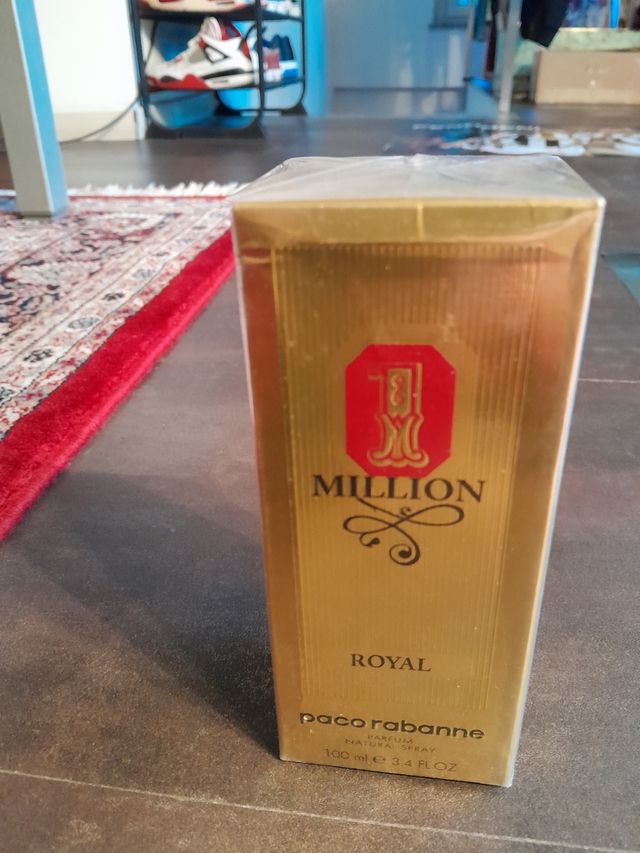 1
MILLION
ROYAL
paco rabanne
PARFUM
NATURAL SPRAY
100 ml e 3.4 FL OZ